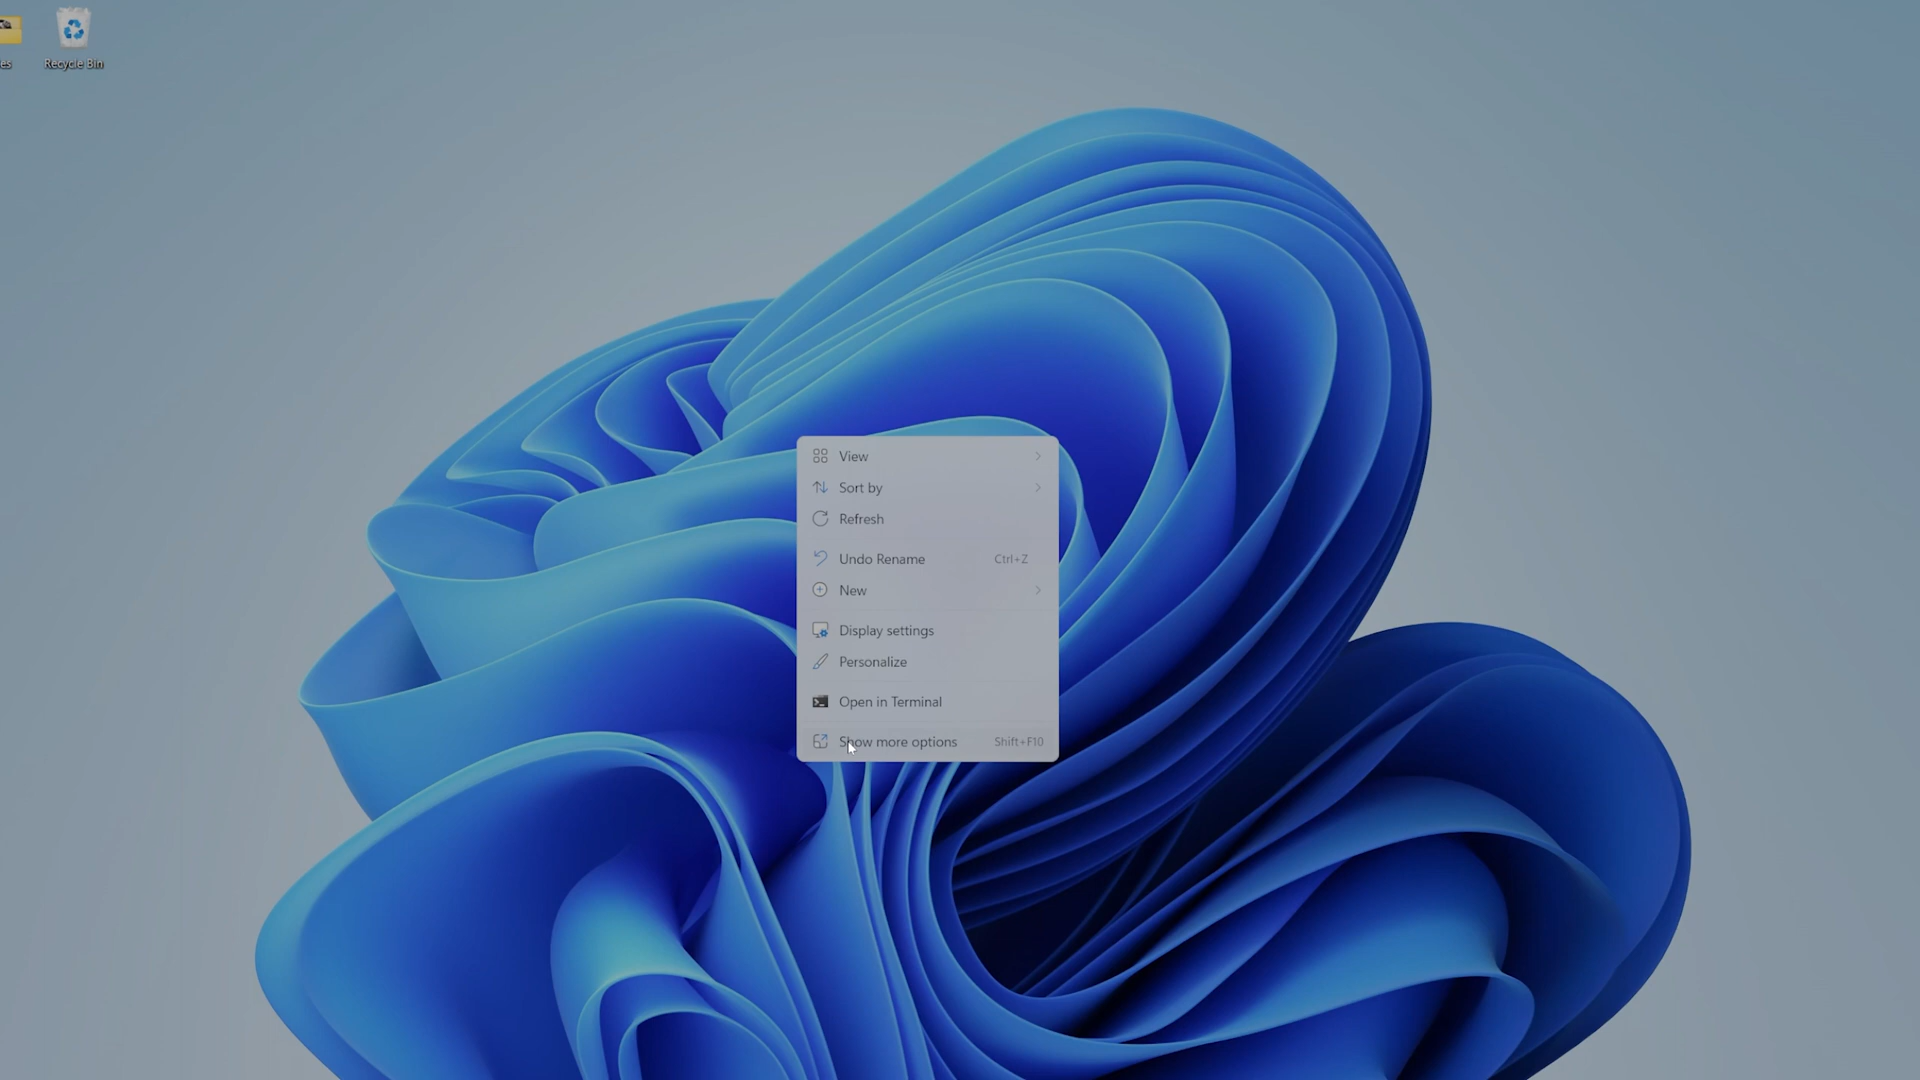 es
Recycle Bin
View
Sort by
Refresh
Undo Rename Ctrl+Z
New
Display settings
Personalize
Open in Terminal
Show more options Shift+F10